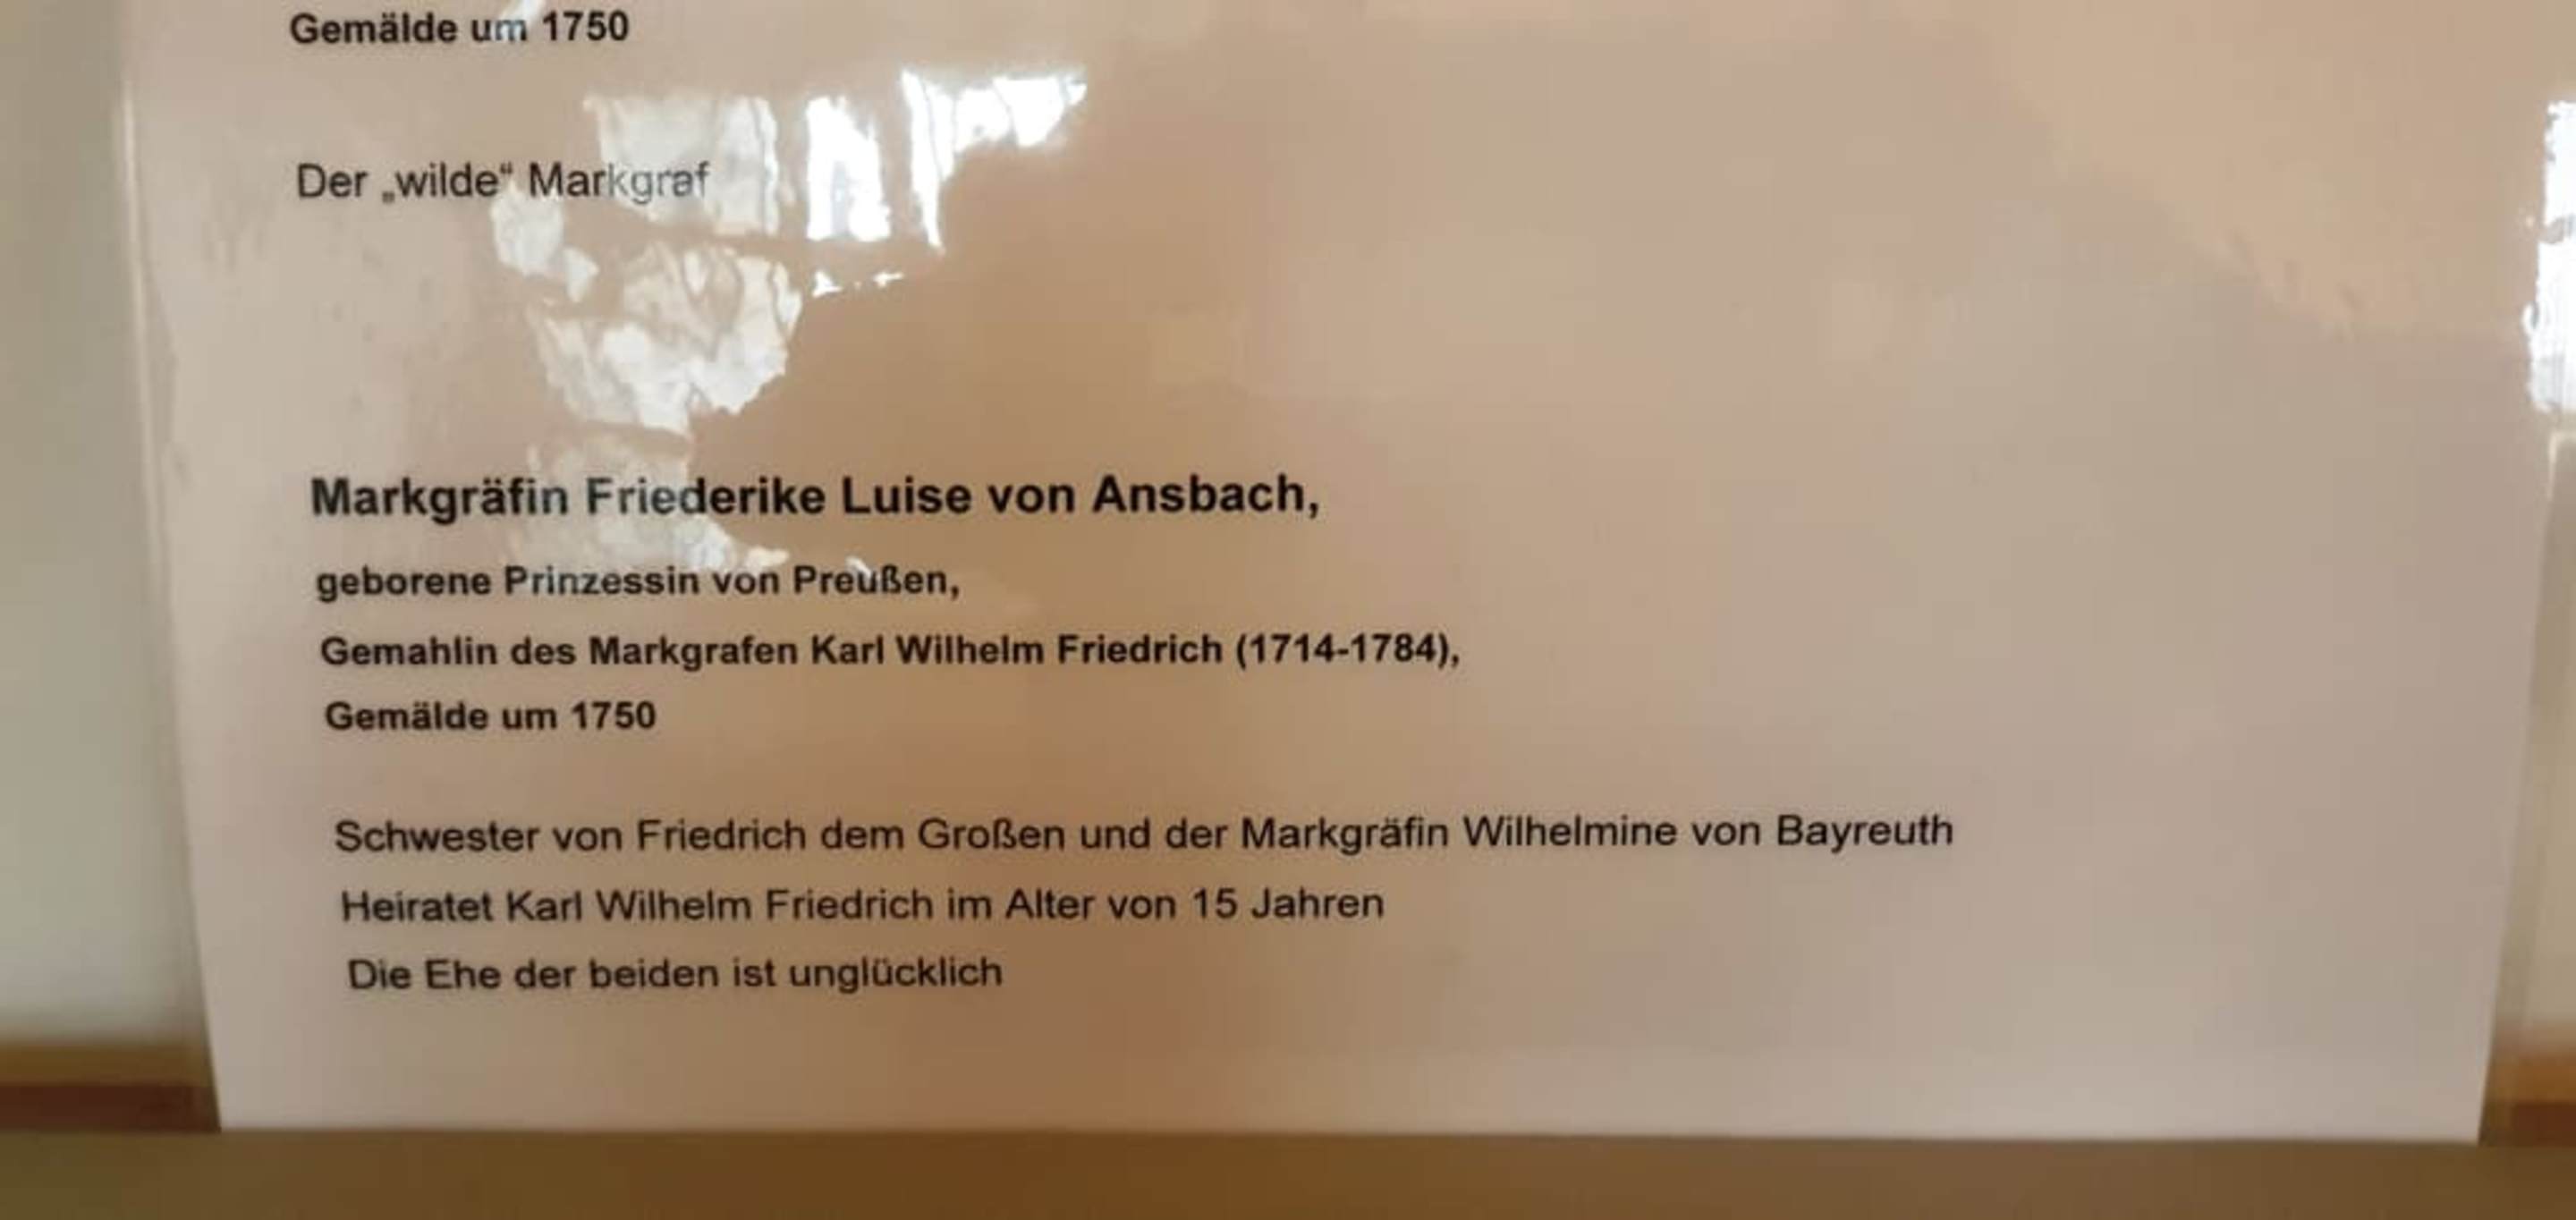 Gemälde um 1750
Der „wilde“ Markgraf
Markgräfin Friederike Luise von Ansbach,
geborene Prinzessin von Preußen,
Gemahlin des Markgrafen Karl Wilhelm Friedrich (1714-1784),
Gemälde um 1750
Schwester von Friedrich dem Großen und der Markgräfin Wilhelmine von Bayreuth
Heiratet Karl Wilhelm Friedrich im Alter von 15 Jahren
Die Ehe der beiden ist unglücklich